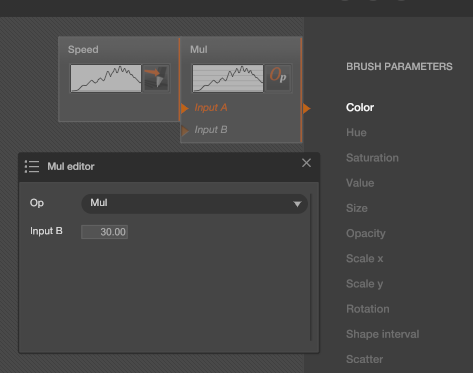 Speed
Mul
Op
Input A
Input B
BRUSH PARAMETERS
Color
Hue
Saturation
Value
Size
Opacity
Scale x
Scale y
Rotation
Shape interval
Scatter
Mul editor
Op
Mul
Input B
30.00